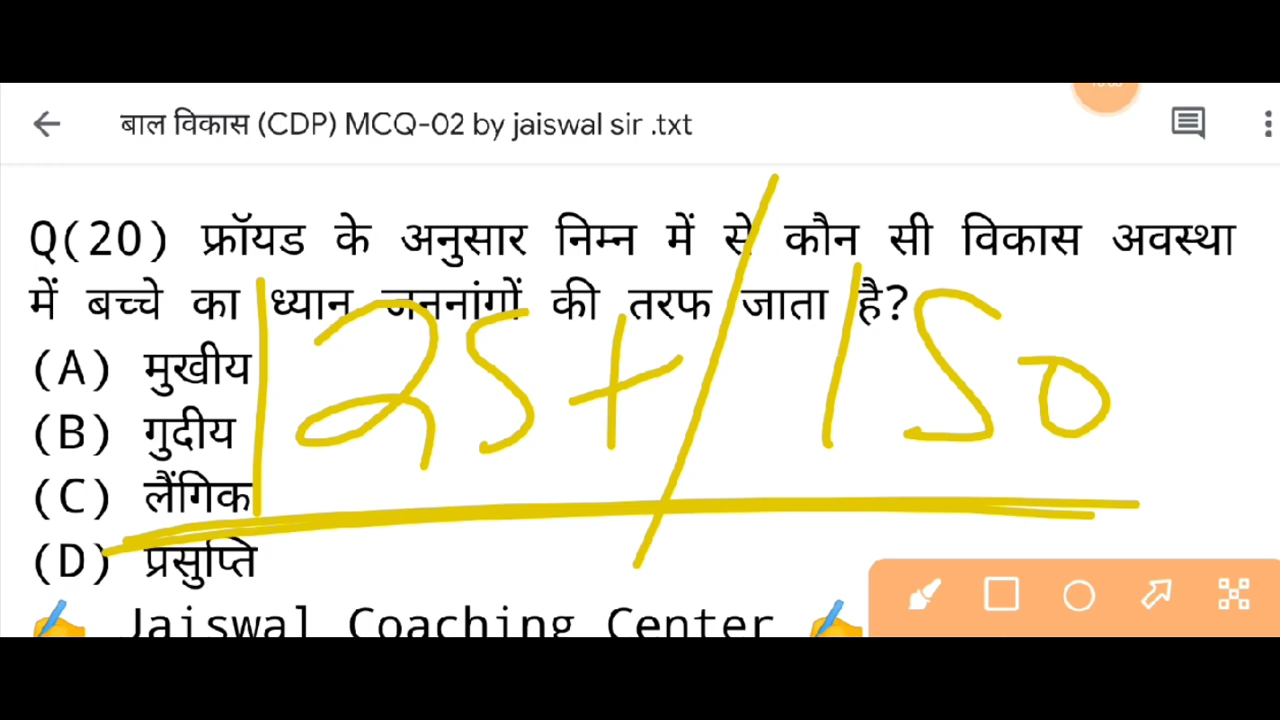 बाल विकास (CDP) MCQ-02 by jaiswal sir .txt
Q(20) फ्रॉयड के अनुसार निम्न में से कौन सी विकास अवस्था
में बच्चे का ध्यान जननांगों की तरफ जाता है?
125+/150
(A) मुखीय
(B) गुदीय
(C) लैंगिक
(D) प्रसुप्ति
✍ Jaiswal Coaching Center ✍